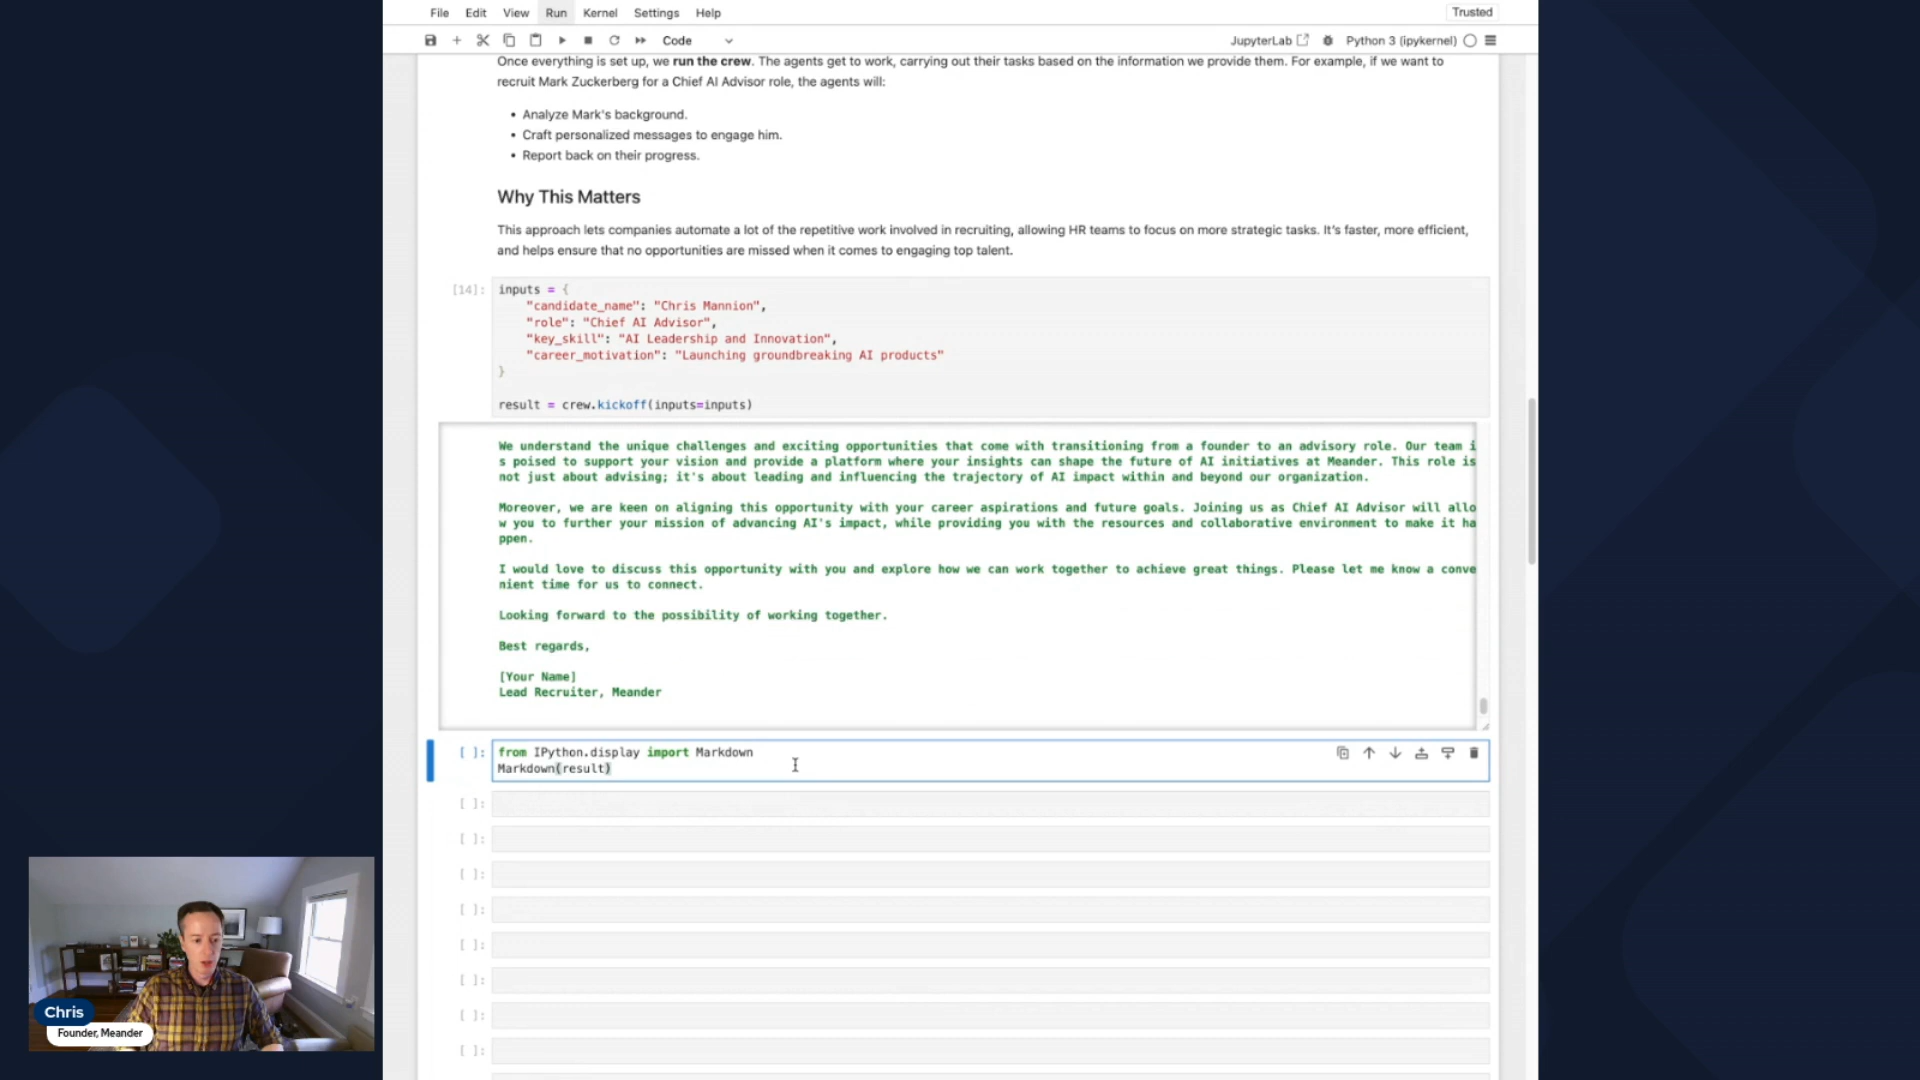 File Edit View Run Kernel Settings Help
Trusted
Code
JupyterLab
Python 3 (ipykernel)
Once everything is set up, we run the crew. The agents get to work, carrying out their tasks based on the information we provide them. For example, if we want to
recruit Mark Zuckerberg for a Chief AI Advisor role, the agents will:
• Analyze Mark's background.
• Craft personalized messages to engage him.
• Report back on their progress.
Why This Matters
This approach lets companies automate a lot of the repetitive work involved in recruiting, allowing HR teams to focus on more strategic tasks. It's faster, more efficient,
and helps ensure that no opportunities are missed when it comes to engaging top talent.
[14]: inputs = {
"candidate_name": "Chris Mannion",
"role": "Chief AI Advisor",
"key_skill": "AI Leadership and Innovation",
"career_motivation": "Launching groundbreaking AI products"
}
result = crew.kickoff(inputs=inputs)
We understand the unique challenges and exciting opportunities that come with transitioning from a founder to an advisory role. Our team i
s poised to support your vision and provide a platform where your insights can shape the future of AI initiatives at Meander. This role is
not just about advising; it's about leading and influencing the trajectory of AI impact within and beyond our organization.
Moreover, we are keen on aligning this opportunity with your career aspirations and future goals. Joining us as Chief AI Advisor will allo
w you to further your mission of advancing AI's impact, while providing you with the resources and collaborative environment to make it ha
ppen.
I would love to discuss this opportunity with you and explore how we can work together to achieve great things. Please let me know a conve
nient time for us to connect.
Looking forward to the possibility of working together.
Best regards,
[Your Name]
Lead Recruiter, Meander
[ ]: from IPython.display import Markdown
Markdown(result)
[ ]:
[ ]:
[ ]:
[ ]:
[ ]:
[ ]:
[ ]:
[ ]:
Chris
Founder, Meander